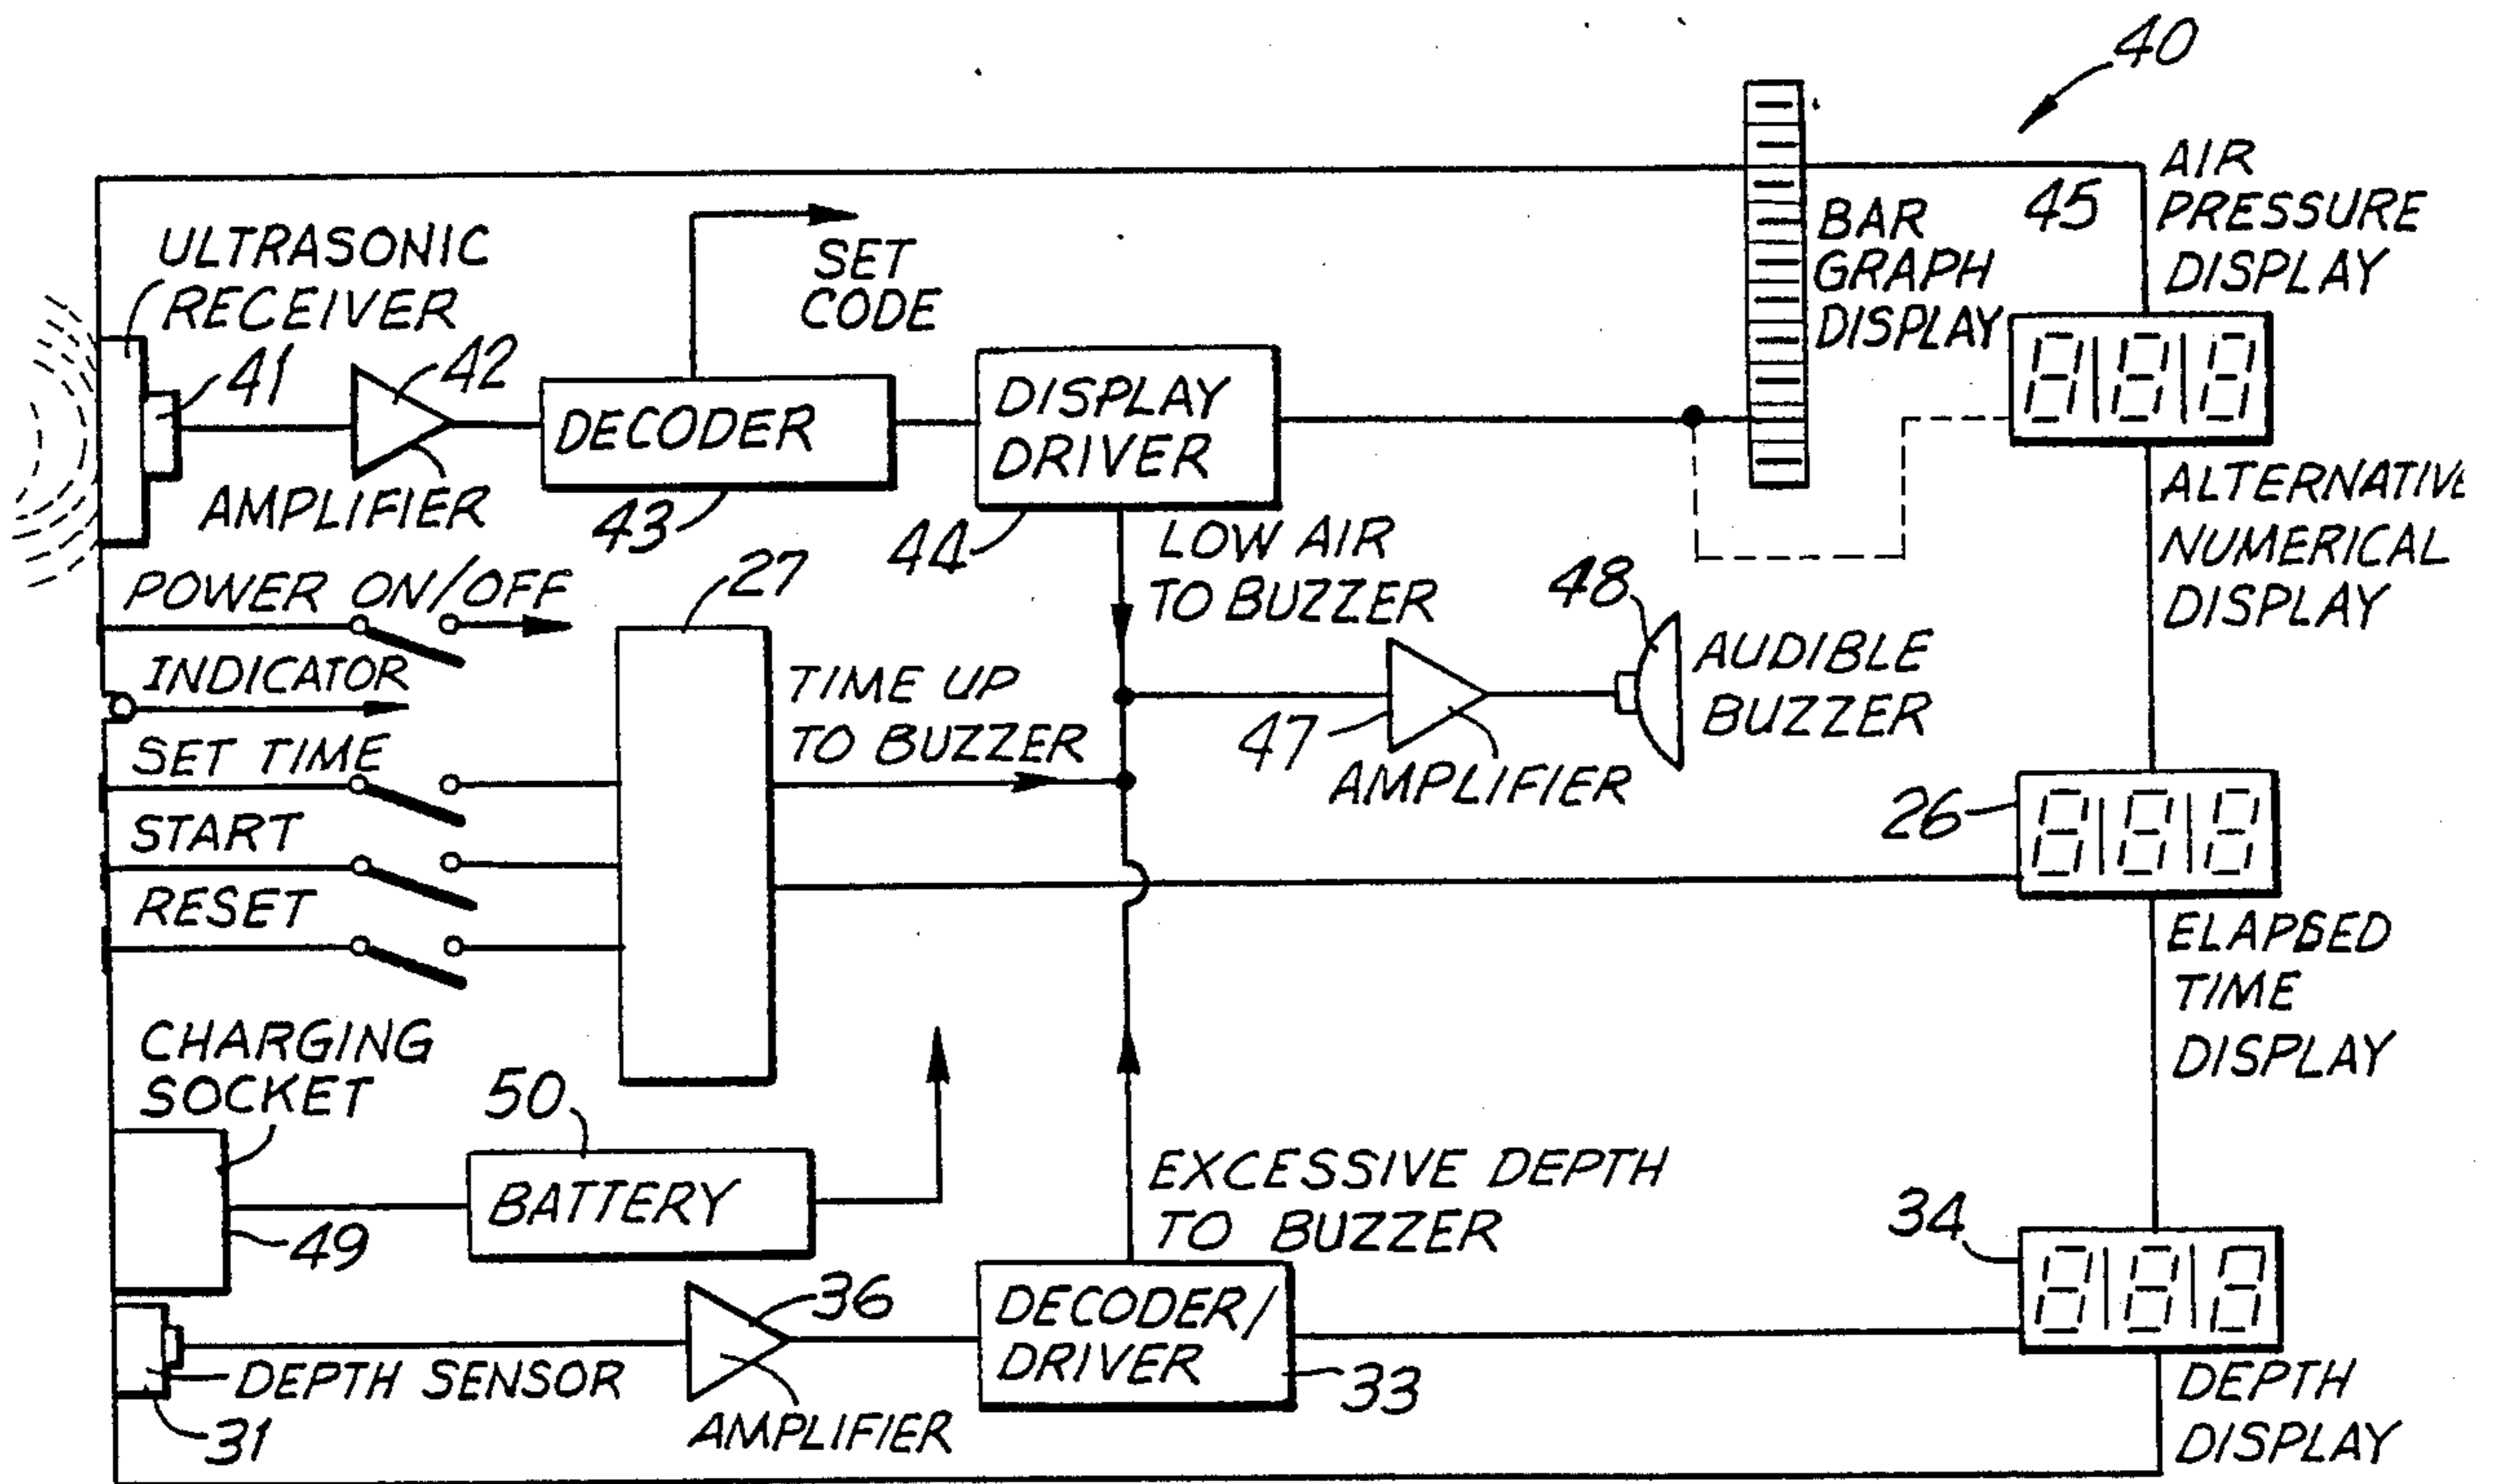 40
AIR
PRESSURE
DISPLAY
45
BAR
GRAPH
DISPLAY
ULTRASONIC
RECEIVER
SET
CODE
41
42
DECODER
DISPLAY
DRIVER
AMPLIFIER
43
44
ALTERNATIVE
NUMERICAL
DISPLAY
LOW AIR
TO BUZZER
27
48
POWER ON/OFF
INDICATOR
TIME UP
TO BUZZER
AUDIBLE
BUZZER
47
AMPLIFIER
SET TIME
START
RESET
26
ELAPSED
TIME
DISPLAY
CHARGING
SOCKET
50
BATTERY
49
EXCESSIVE DEPTH
TO BUZZER
34
36
DECODER/
DRIVER
33
DEPTH SENSOR
31
AMPLIFIER
DEPTH
DISPLAY